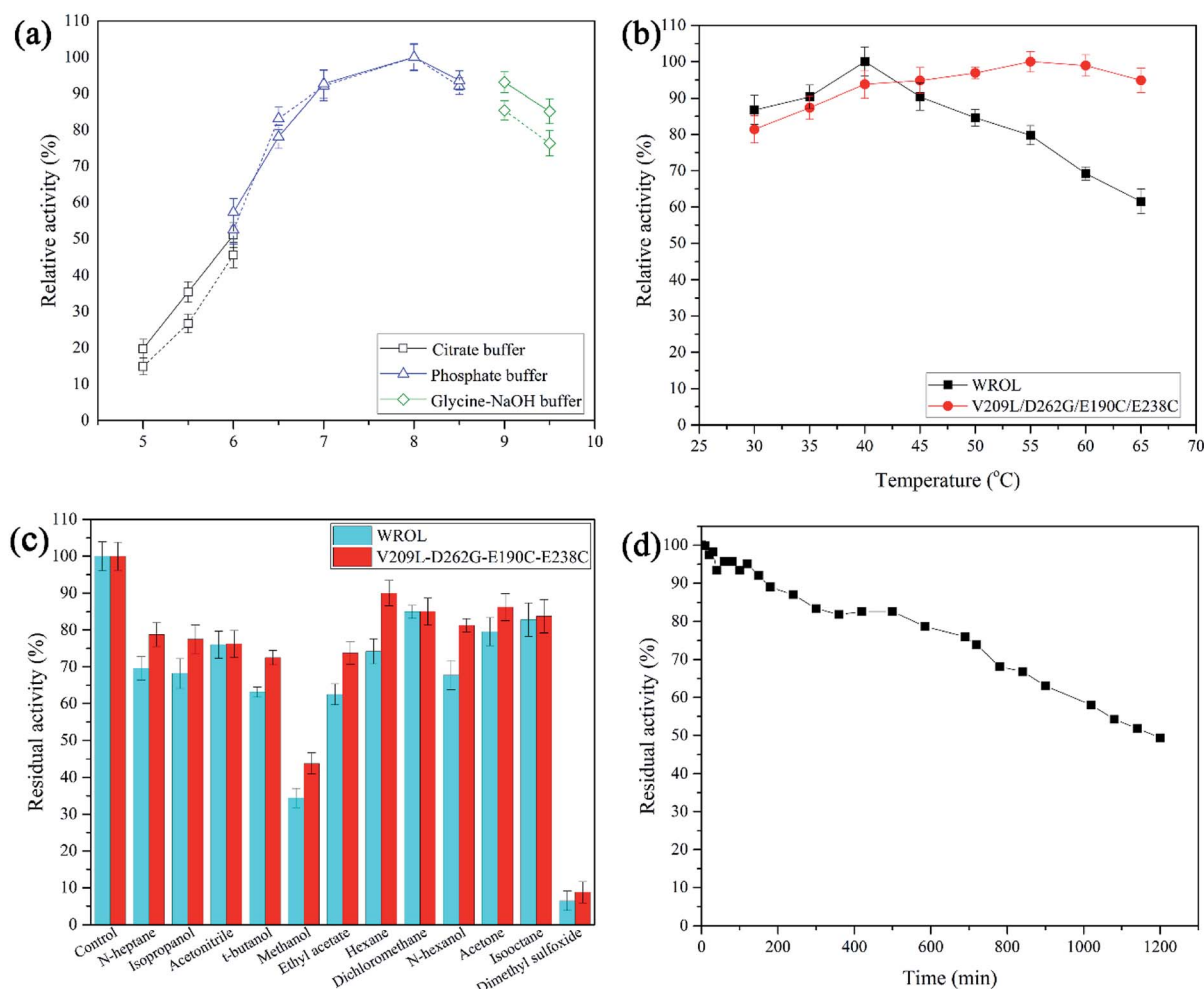 (a)
Relative activity (%)
110
100
90
80
70
60
50
40
30
20
10
0
5
6
7
8
9
10
Citrate buffer
Phosphate buffer
Glycine-NaOH buffer
(b)
Relative activity (%)
110
100
90
80
70
60
50
40
30
20
10
0
25
30
35
40
45
50
55
60
65
70
Temperature (°C)
WROL
V209L/D262G/E190C/E238C
(c)
Residual activity (%)
110
100
90
80
70
60
50
40
30
20
10
0
WROL
V209L-D262G-E190C-E238C
Control
N-heptane
Isopropanol
Acetonitrile
t-butanol
Methanol
Ethyl acetate
Hexane
Dichloromethane
N-hexanol
Acetone
Isoctane
Dimethyl sulfoxide
(d)
Residual activity (%)
100
90
80
70
60
50
40
30
20
10
0
0
200
400
600
800
1000
1200
Time (min)